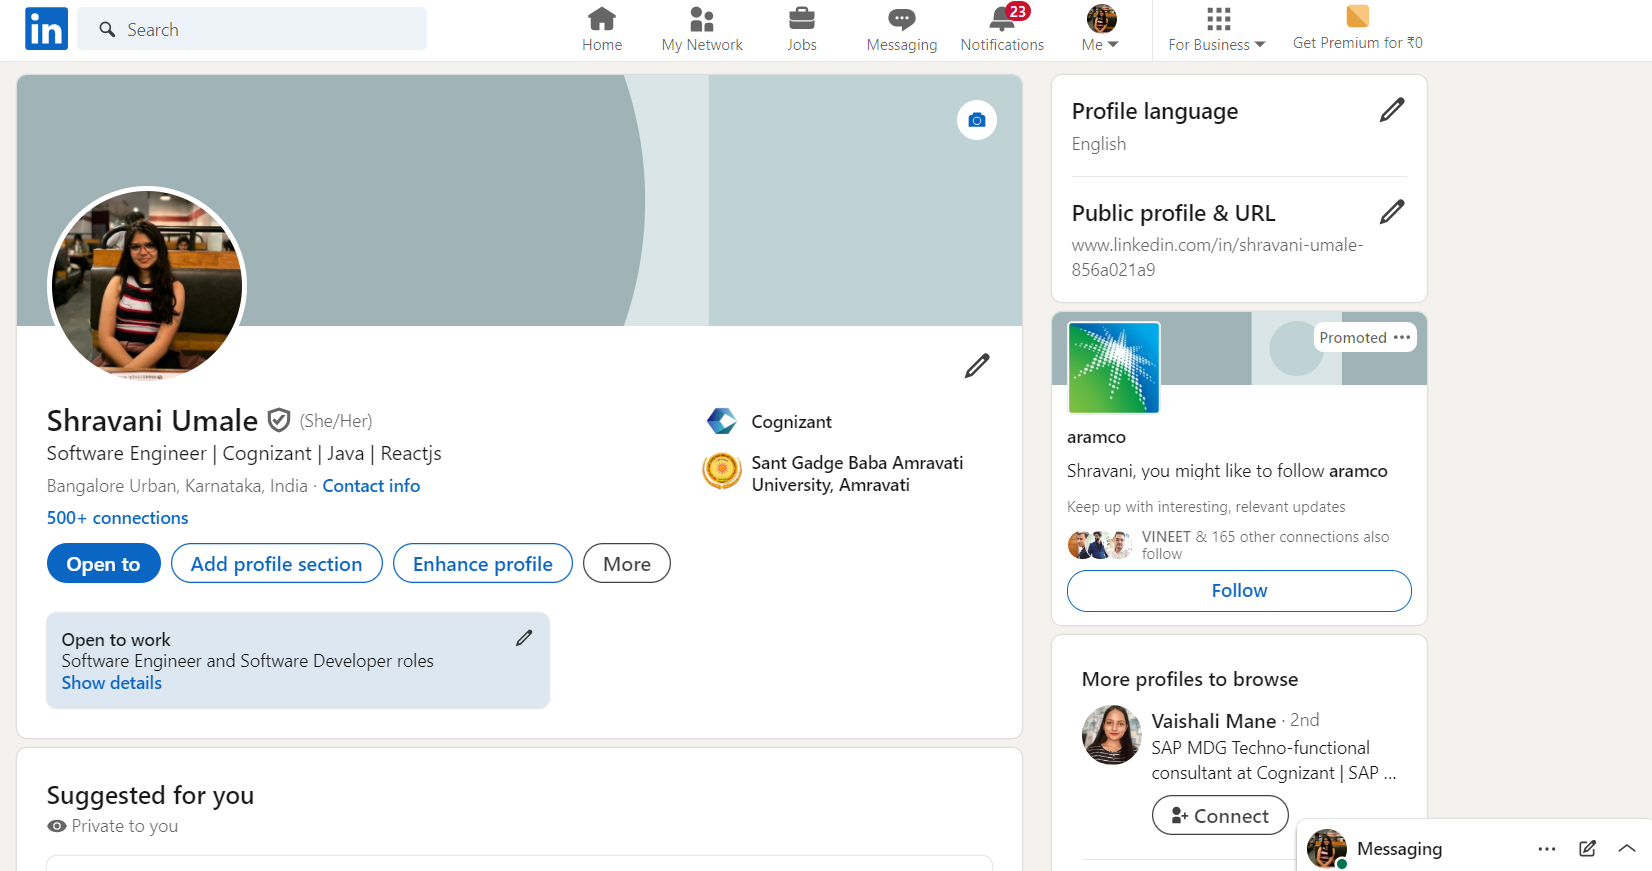 in
Search
Home
My Network
Jobs
Messaging
23
Notifications
Me
For Business
Get Premium for ₹0
Shravani Umale (She/Her)
Software Engineer | Cognizant | Java | Reactjs
Bangalore Urban, Karnataka, India · Contact info
500+ connections
Cognizant
Sant Gadge Baba Amravati
University, Amravati
Open to
Add profile section
Enhance profile
More
Open to work
Software Engineer and Software Developer roles
Show details
Suggested for you
Private to you
Profile language
English
Public profile & URL
www.linkedin.com/in/shravani-umale-
856a021a9
Promoted
aramco
Shravani, you might like to follow aramco
Keep up with interesting, relevant updates
VINEET & 165 other connections also
follow
Follow
More profiles to browse
Vaishali Mane · 2nd
SAP MDG Techno-functional
consultant at Cognizant | SAP ...
Connect
Messaging